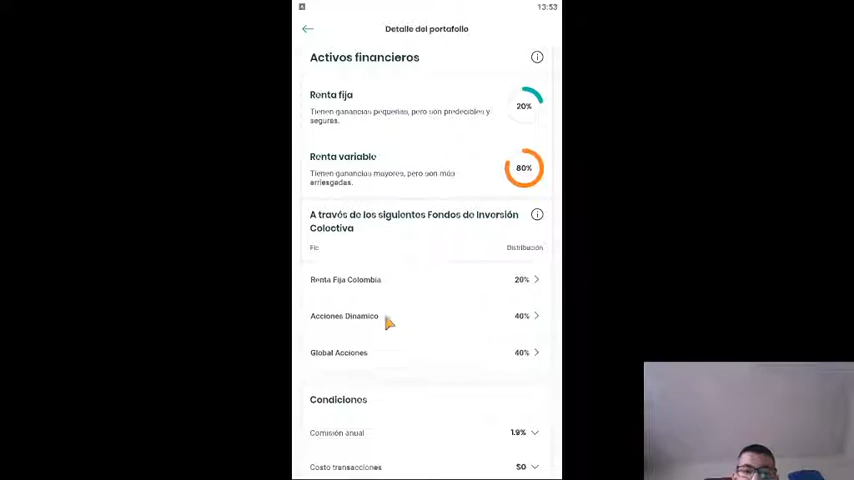 13:53
Detalle del portafolio
Activos financieros
Renta fija
Tienen ganancias pequeñas, pero son predecibles y
seguras.
20%
Renta variable
Tienen ganancias mayores, pero son más
arriesgadas.
80%
A través de los siguientes Fondos de Inversión
Colectiva
Fic Distribución
Renta Fija Colombia 20%
Acciones Dinamico 40%
Global Acciones 40%
Condiciones
Comisión anual 1.9%
Costo transacciones $0